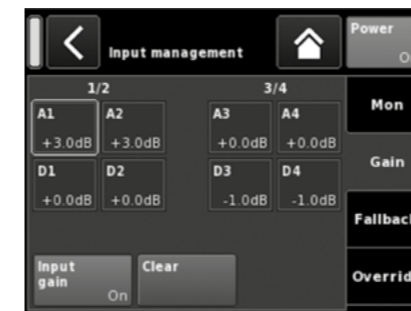 Input management
Power
1/2 3/4
A1 A2 A3 A4
+3.0dB +3.0dB +0.0dB +0.0dB
D1 D2 D3 D4
+0.0dB +0.0dB -1.0dB -1.0dB
Input gain On
Clear
Mon
Gain